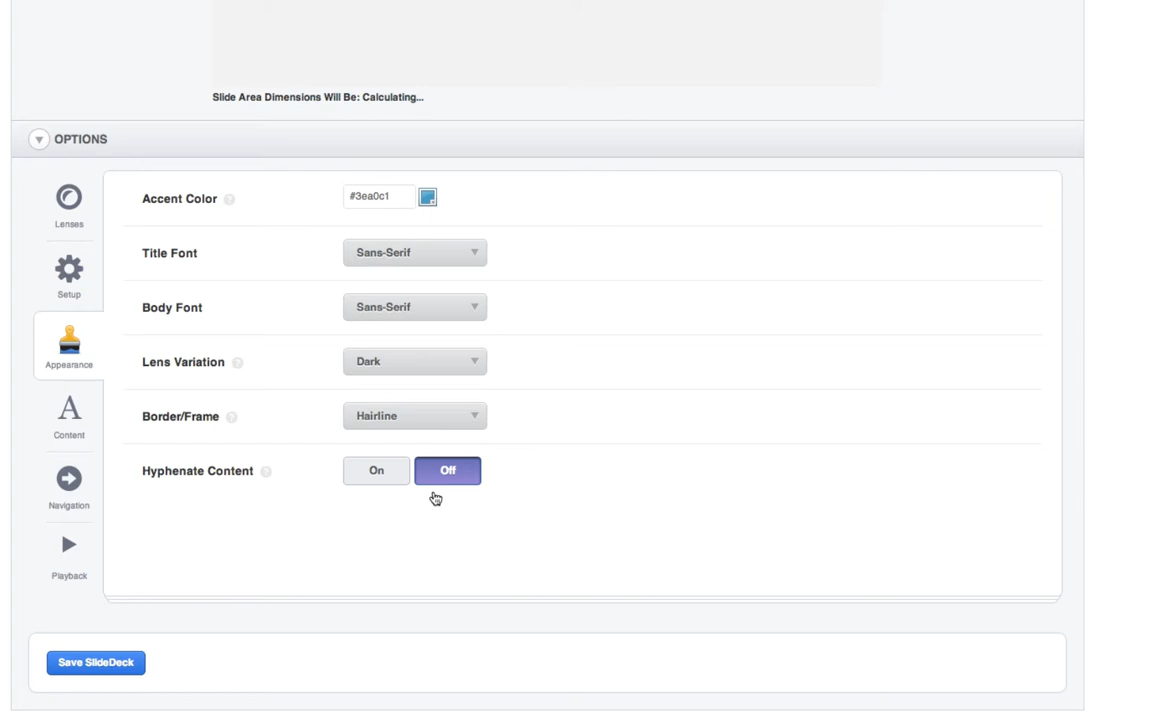 Slide Area Dimensions Will Be: Calculating...
OPTIONS
Lenses
Setup
Appearance
Content
Navigation
Playback
Accent Color ? #3ea0c1
Title Font Sans-Serif
Body Font Sans-Serif
Lens Variation ? Dark
Border/Frame ? Hairline
Hyphenate Content ? On Off
Save SlideDeck